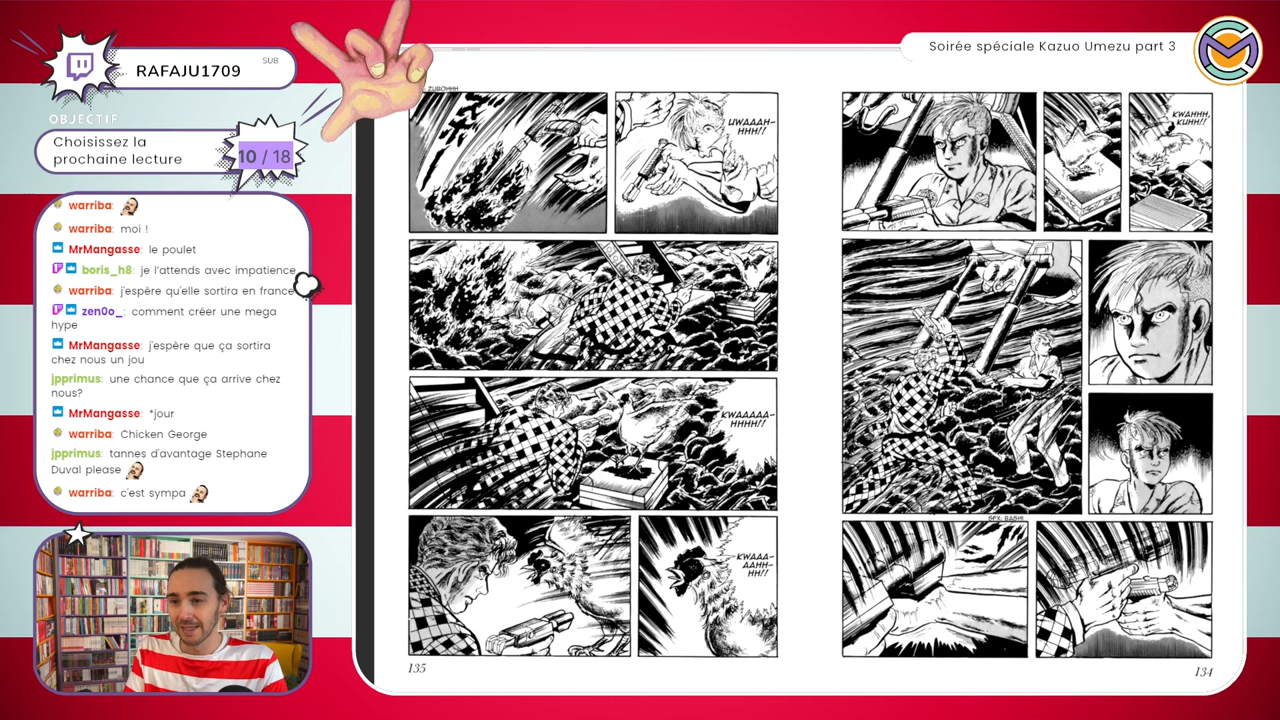 RAFAJU1709
SUB
OBJECTIF
Choisissez la
prochaine lecture
10 / 18
warriba:
warriba: moi !
MrMangasse: le poulet
boris_h8: je l'attends avec impatience
warriba: j'espère qu'elle sortira en france
zen0o_: comment créer une mega
hype
MrMangasse: j'espère que ça sortira
chez nous un jou
jpprimus: une chance que ça arrive chez
nous?
MrMangasse: *jour
warriba: Chicken George
jpprimus: tannes d'avantage Stephane
Duval please
warriba: c'est sympa
Soirée spéciale Kazuo Umezu part 3
ZUBOHHH
UWAAAH-
HHH!!
KWAHHH,
KUHH!!
KWAAAAA-
HHHH!!
KWAAA-
AAHH-
HH!!
SFX: BASHI
135
134